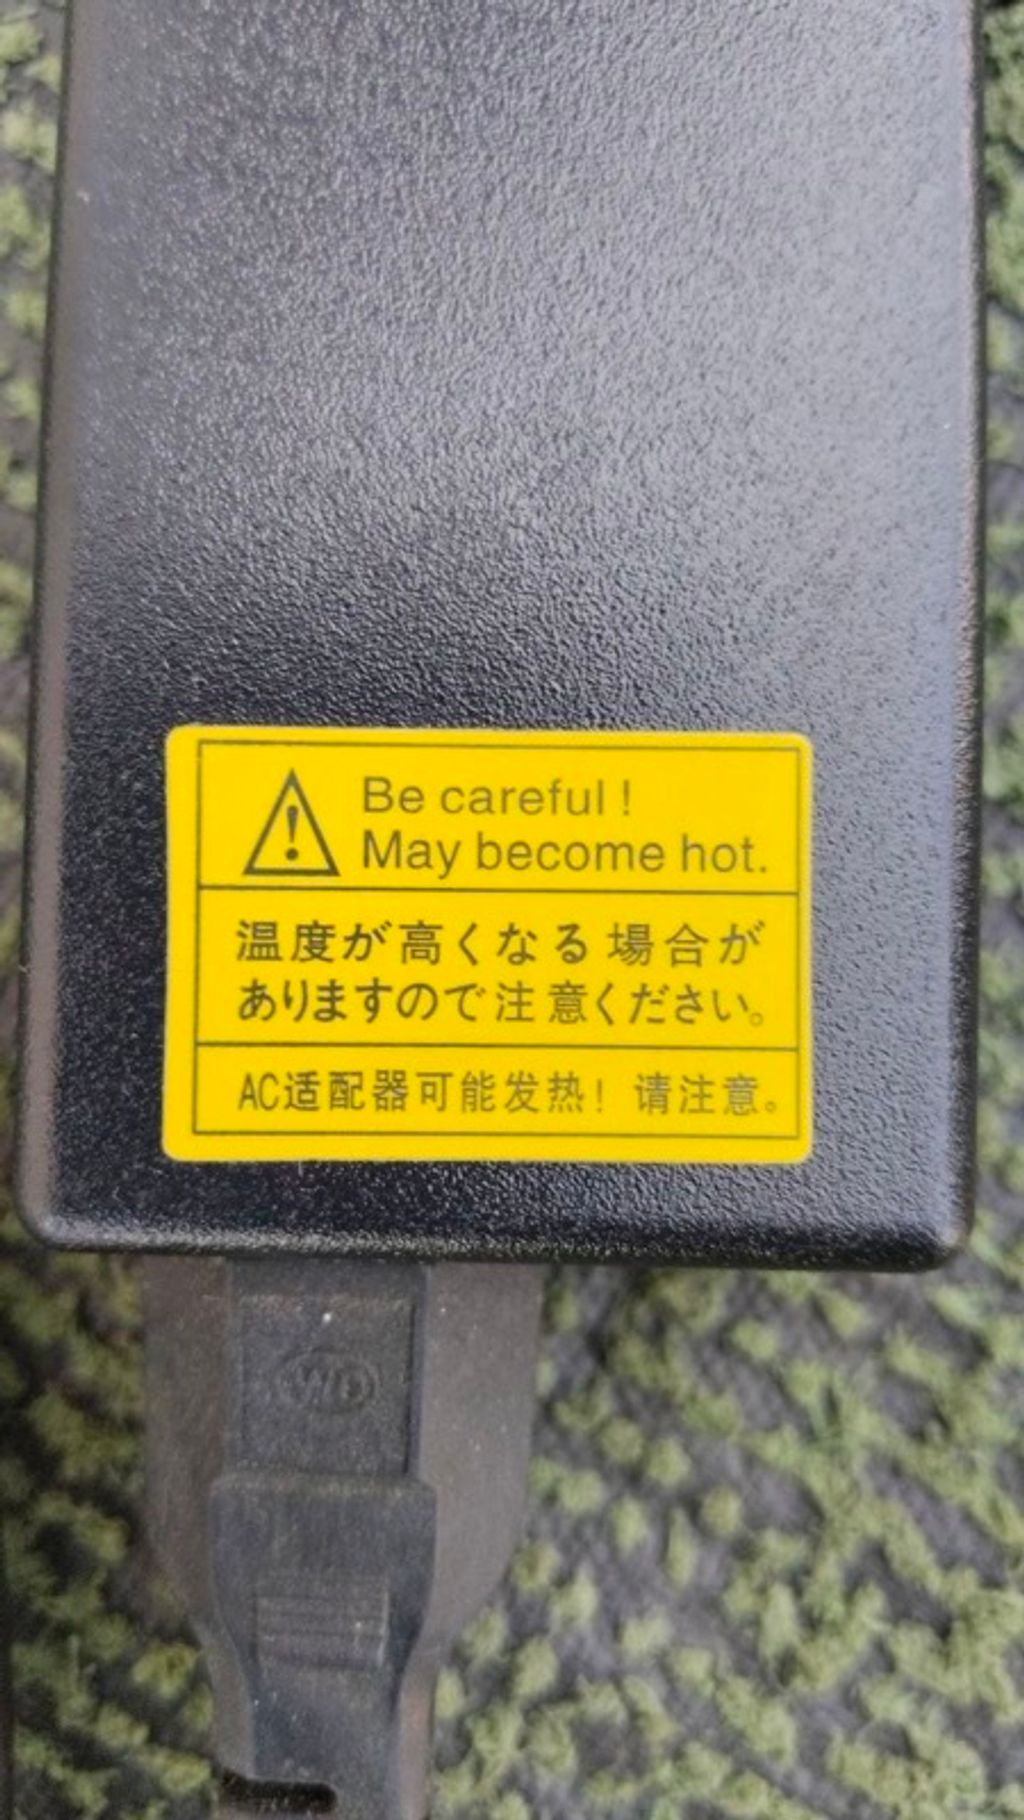 Be careful !
May become hot.
温度が高くなる場合が
ありますので注意ください。
AC适配器可能发热！请注意。